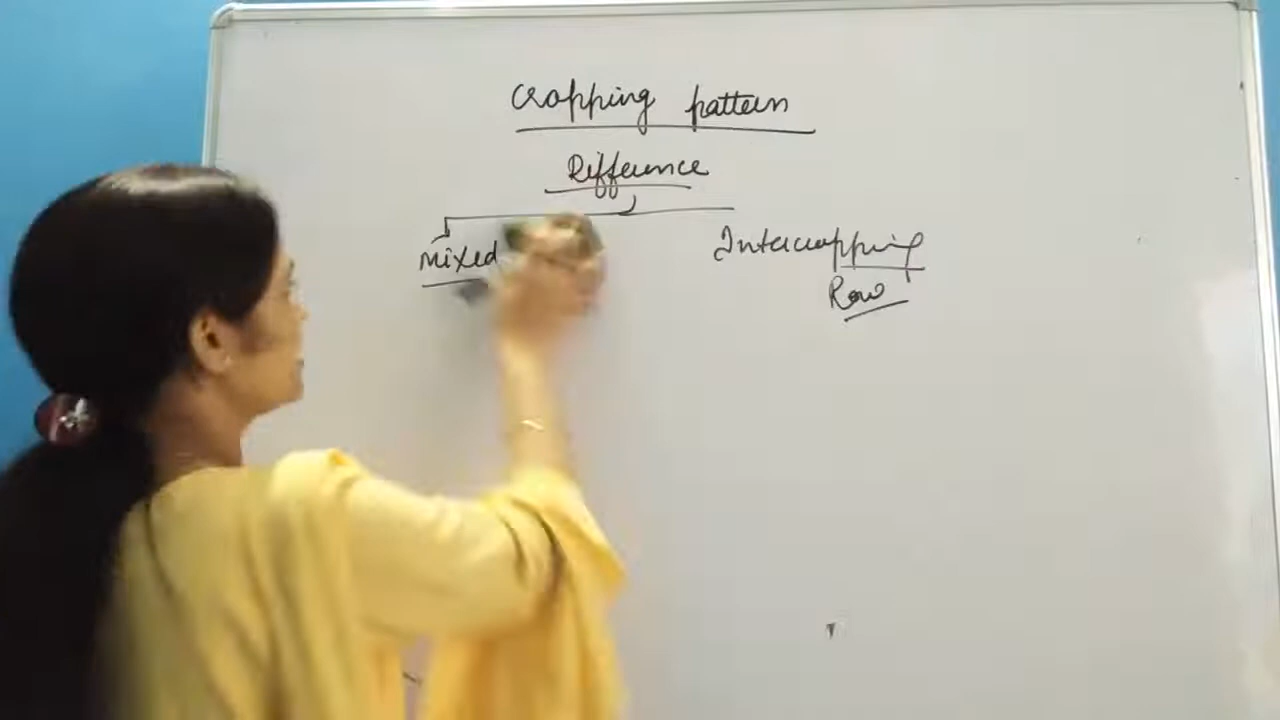 Cropping pattern
Difference
Mixed
Intercropping
Row